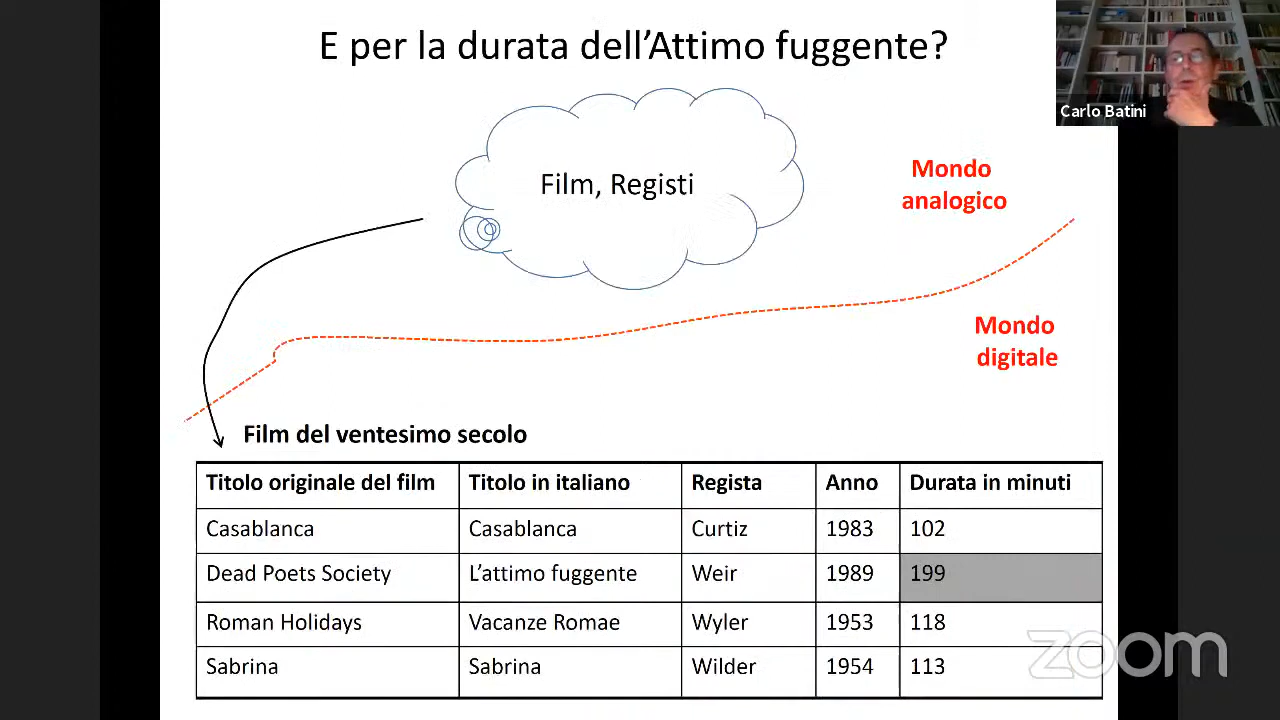 E per la durata dell’Attimo fuggente?
Carlo Batini
Film, Registi
Mondo
analogico
Mondo
digitale
Film del ventesimo secolo
Titolo originale del film Titolo in italiano Regista Anno Durata in minuti
Casablanca Casablanca Curtiz 1983 102
Dead Poets Society L’attimo fuggente Weir 1989 199
Roman Holidays Vacanze Romae Wyler 1953 118
Sabrina Sabrina Wilder 1954 113
zoom